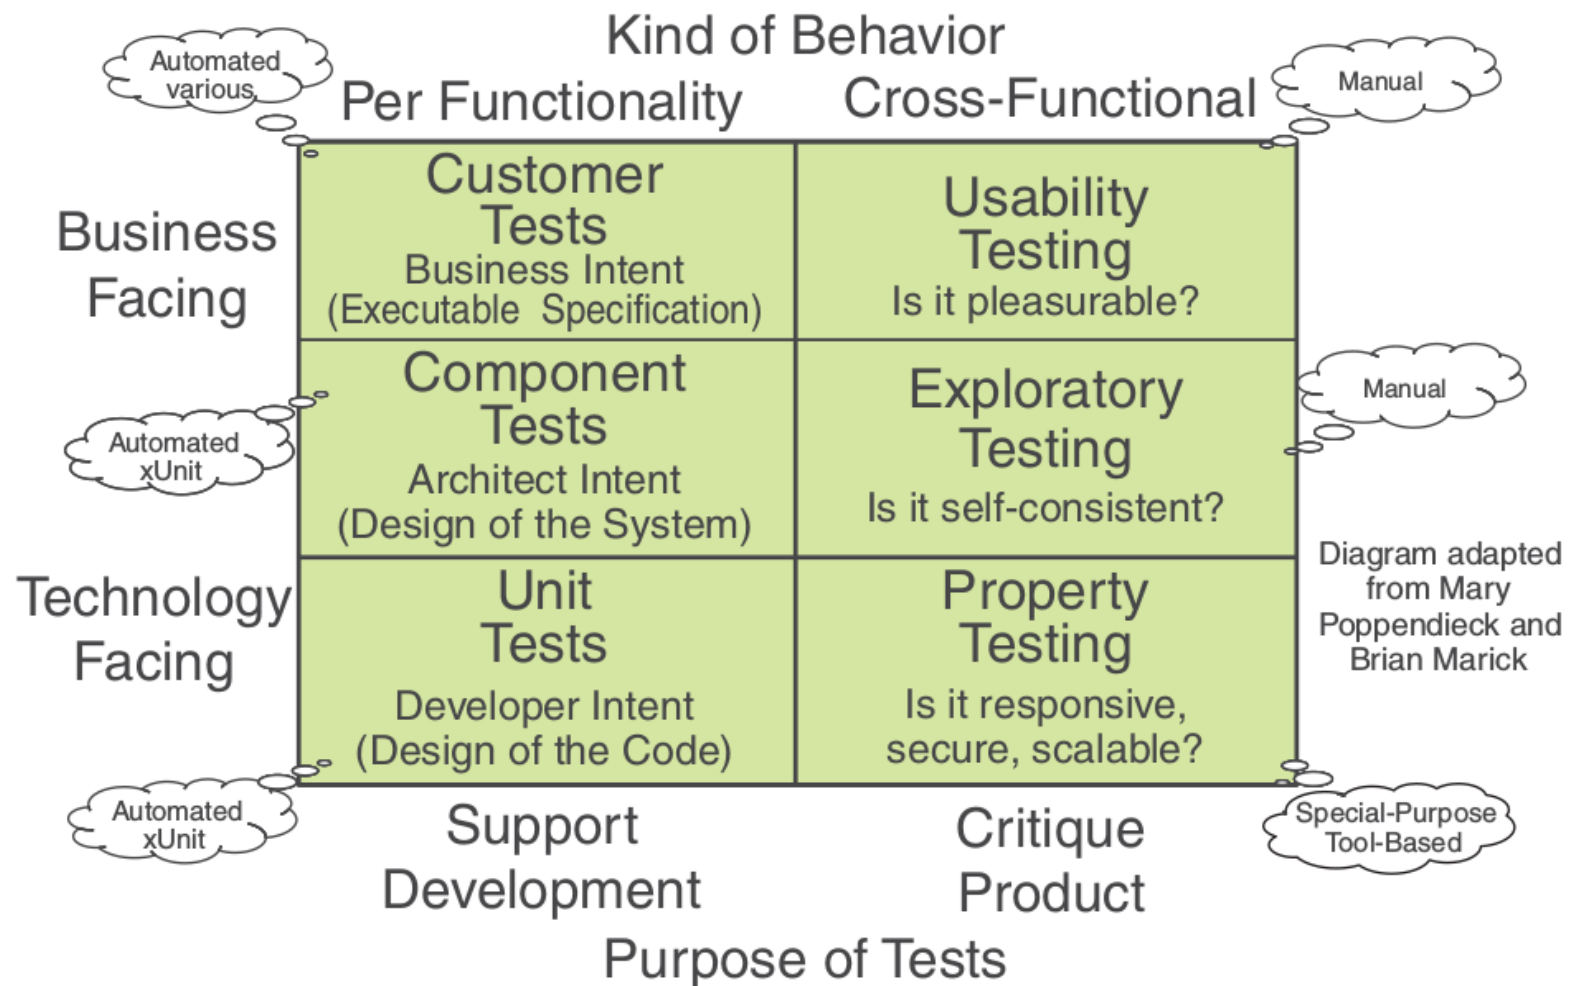 Kind of Behavior
Automated
various
Per Functionality
Cross-Functional
Manual
Business
Facing
Customer
Tests
Business Intent
(Executable Specification)
Usability
Testing
Is it pleasurable?
Component
Tests
Architect Intent
(Design of the System)
Automated
xUnit
Exploratory
Testing
Is it self-consistent?
Manual
Technology
Facing
Unit
Tests
Developer Intent
(Design of the Code)
Automated
xUnit
Property
Testing
Is it responsive,
secure, scalable?
Diagram adapted
from Mary
Poppendieck and
Brian Marick
Special-Purpose
Tool-Based
Support
Development
Critique
Product
Purpose of Tests